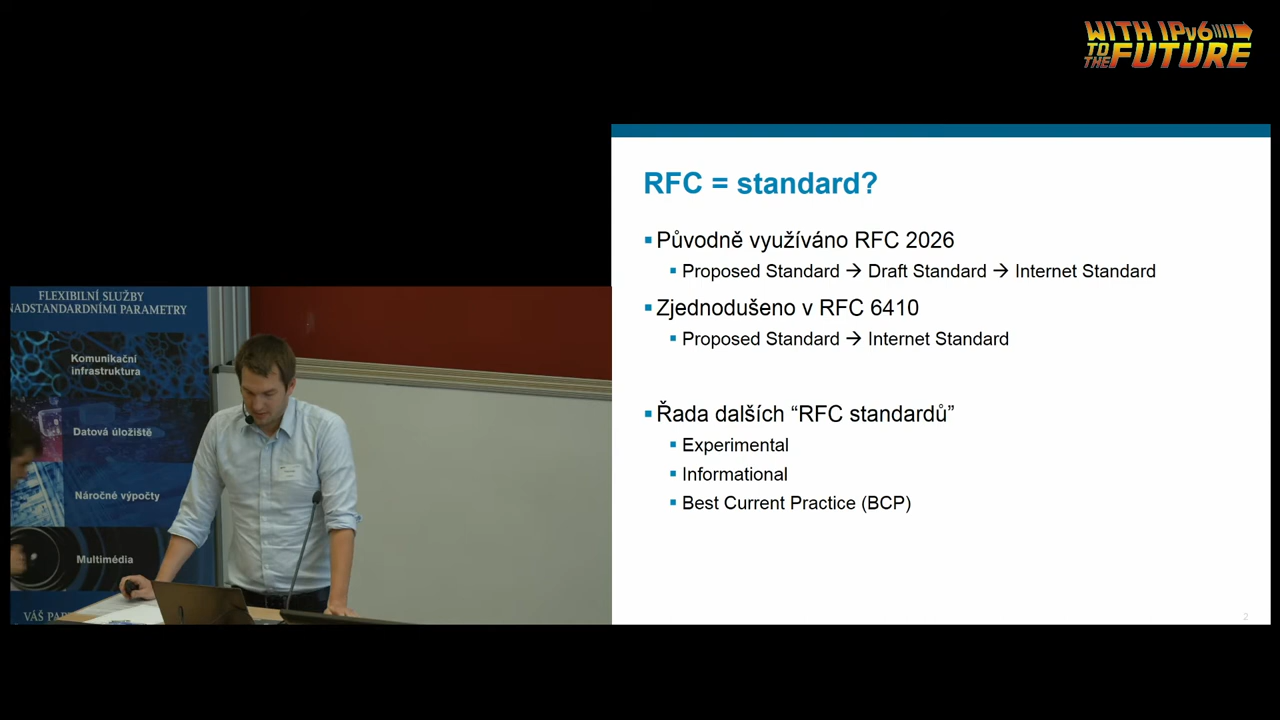 WITH IPv6
TO THE FUTURE
RFC = standard?
Původně využíváno RFC 2026
Proposed Standard → Draft Standard → Internet Standard
Zjednodušeno v RFC 6410
Proposed Standard → Internet Standard
Řada dalších “RFC standardů”
Experimental
Informational
Best Current Practice (BCP)
2
FLEXIBILNÍ SLUŽBY
NADSTANDARDNÍMI PARAMETRY
Komunikační
infrastruktura
Datová úložiště
Náročné výpočty
Multimédia
VÁŠ